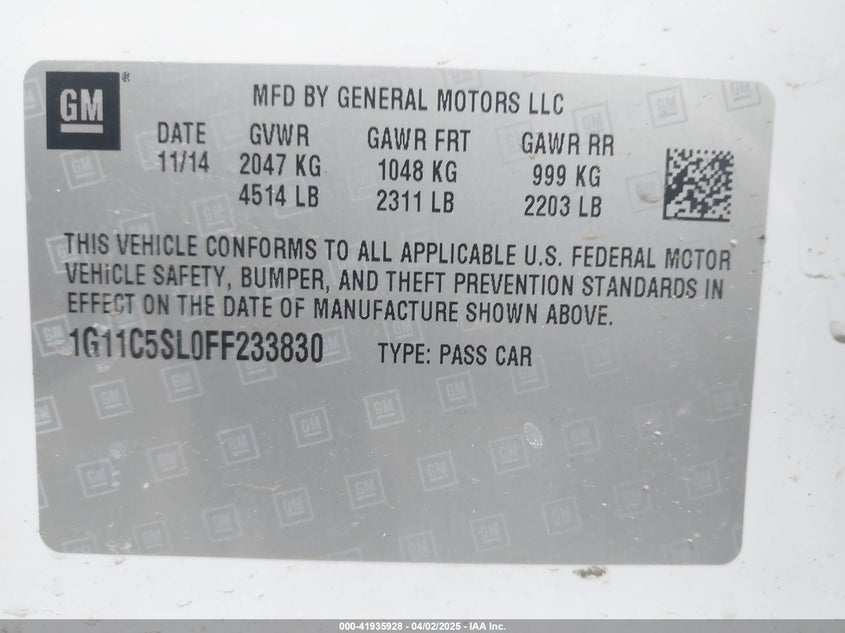 GM ®
MFD BY GENERAL MOTORS LLC
DATE GVWR GAWR FRT GAWR RR
11/14 2047 KG 1048 KG 999 KG
4514 LB 2311 LB 2203 LB
THIS VEHICLE CONFORMS TO ALL APPLICABLE U.S. FEDERAL MOTOR
VEHICLE SAFETY, BUMPER, AND THEFT PREVENTION STANDARDS IN
EFFECT ON THE DATE OF MANUFACTURE SHOWN ABOVE.
1G11C5SL0FF233830 TYPE: PASS CAR
000-41935928 - 04/02/2025 - IAA Inc.